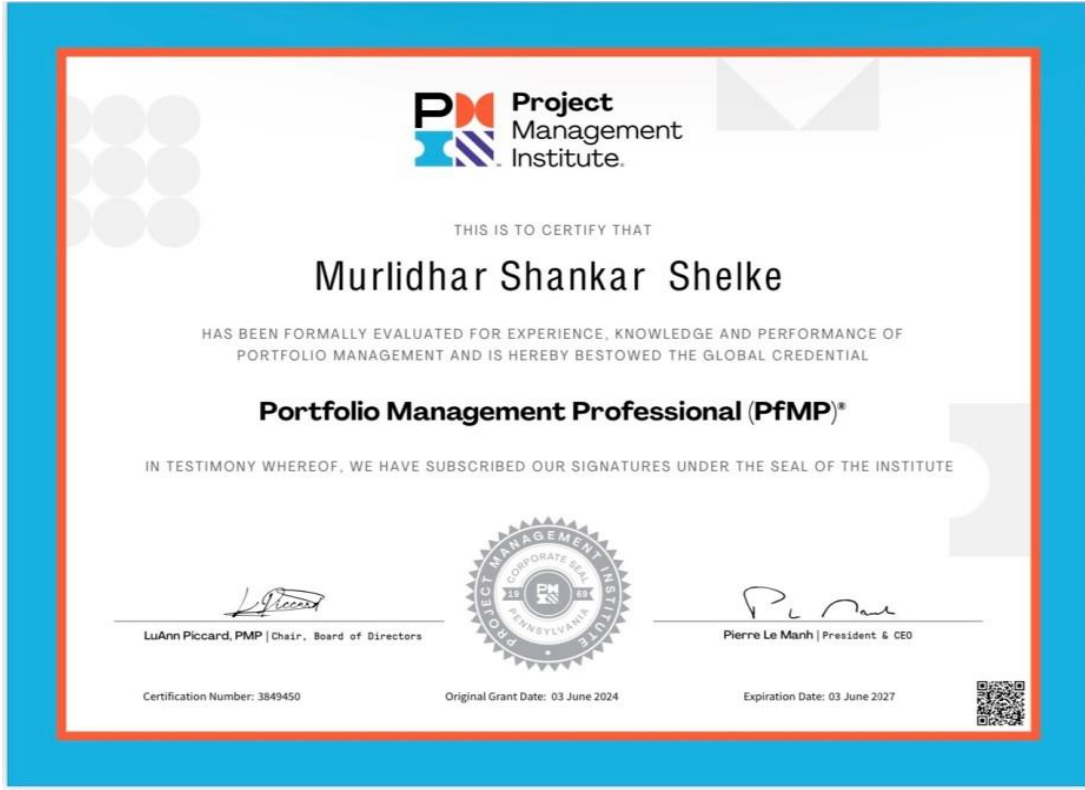 PM
Project
Management
Institute.
THIS IS TO CERTIFY THAT
Murlidhar Shankar Shelke
HAS BEEN FORMALLY EVALUATED FOR EXPERIENCE, KNOWLEDGE AND PERFORMANCE OF
PORTFOLIO MANAGEMENT AND IS HEREBY BESTOWED THE GLOBAL CREDENTIAL
Portfolio Management Professional (PfMP)®
IN TESTIMONY WHEREOF, WE HAVE SUBSCRIBED OUR SIGNATURES UNDER THE SEAL OF THE INSTITUTE
PROJECT MANAGEMENT INSTITUTE
CORPORATE SEAL
19 PM 69
PENNSYLVANIA
LuAnn Piccard, PMP | Chair, Board of Directors
Pierre Le Manh | President & CEO
Certification Number: 3849450
Original Grant Date: 03 June 2024
Expiration Date: 03 June 2027